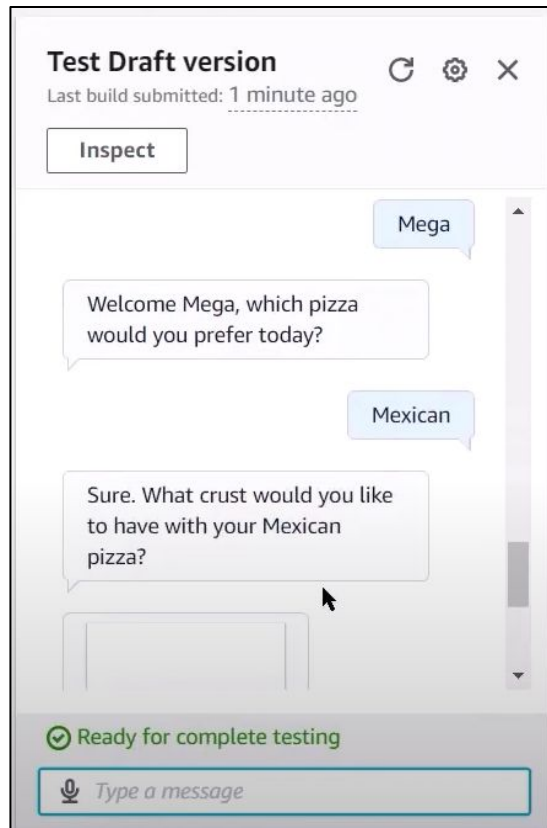 Test Draft version
Last build submitted: 1 minute ago
Inspect
Mega
Welcome Mega, which pizza
would you prefer today?
Mexican
Sure. What crust would you like
to have with your Mexican
pizza?
Ready for complete testing
Type a message